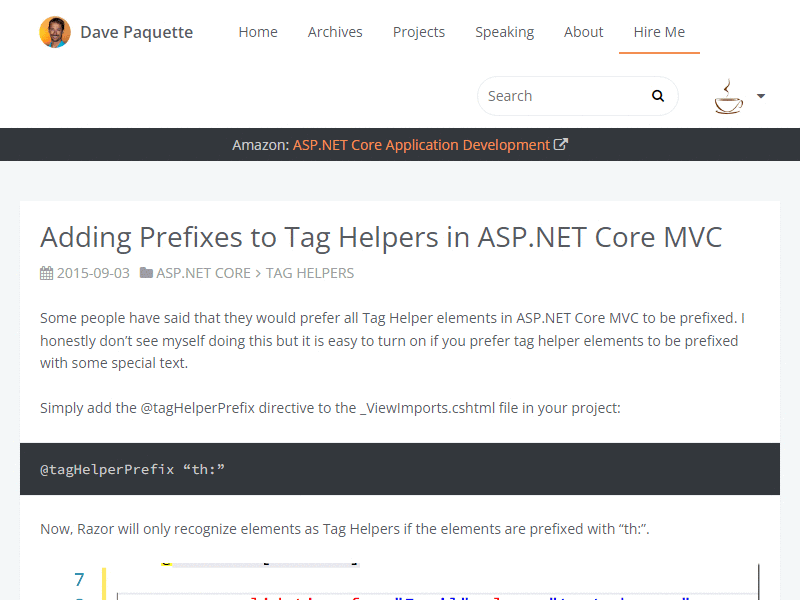 Dave Paquette
Home Archives Projects Speaking About Hire Me
Search
Amazon: ASP.NET Core Application Development
Adding Prefixes to Tag Helpers in ASP.NET Core MVC
2015-09-03 ASP.NET CORE > TAG HELPERS
Some people have said that they would prefer all Tag Helper elements in ASP.NET Core MVC to be prefixed. I
honestly don’t see myself doing this but it is easy to turn on if you prefer tag helper elements to be prefixed
with some special text.
Simply add the @tagHelperPrefix directive to the _ViewImports.cshtml file in your project:
@tagHelperPrefix “th:”
Now, Razor will only recognize elements as Tag Helpers if the elements are prefixed with “th:”.
7